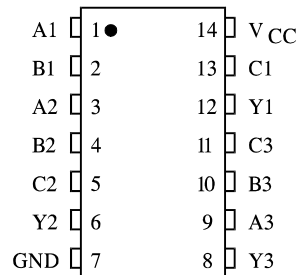 A1 1 14 VCC
B1 2 13 C1
A2 3 12 Y1
B2 4 11 C3
C2 5 10 B3
Y2 6 9 A3
GND 7 8 Y3